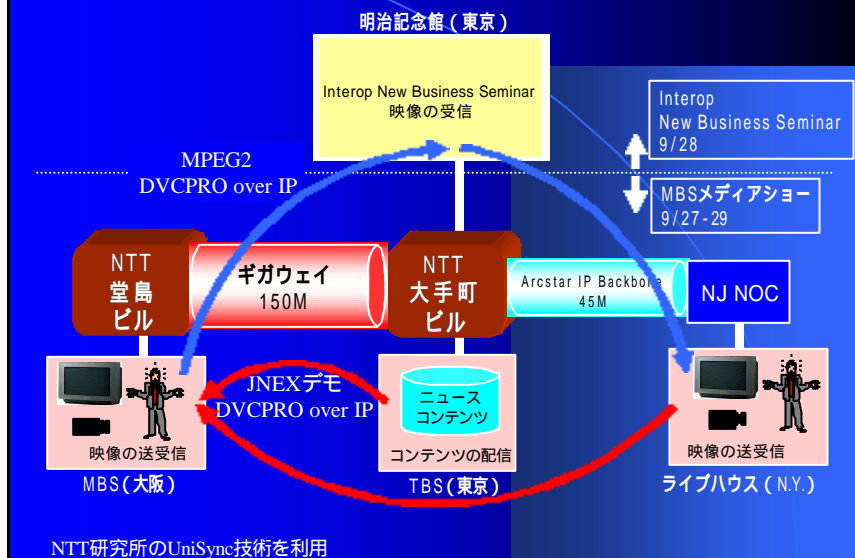 明治記念館（東京）
Interop New Business Seminar
映像の受信
Interop
New Business Seminar
9/28
MPEG2
DVCPRO over IP
MBSメディアショー
9/27-29
NTT
堂島
ビル
ギガウェイ
150M
NTT
大手町
ビル
Arcstar IP Backbone
45M
NJ NOC
JNEXデモ
DVCPRO over IP
ニュース
コンテンツ
映像の送受信
コンテンツの配信
映像の送受信
MBS(大阪)
TBS(東京)
ライブハウス（N.Y.）
NTT研究所のUniSync技術を利用